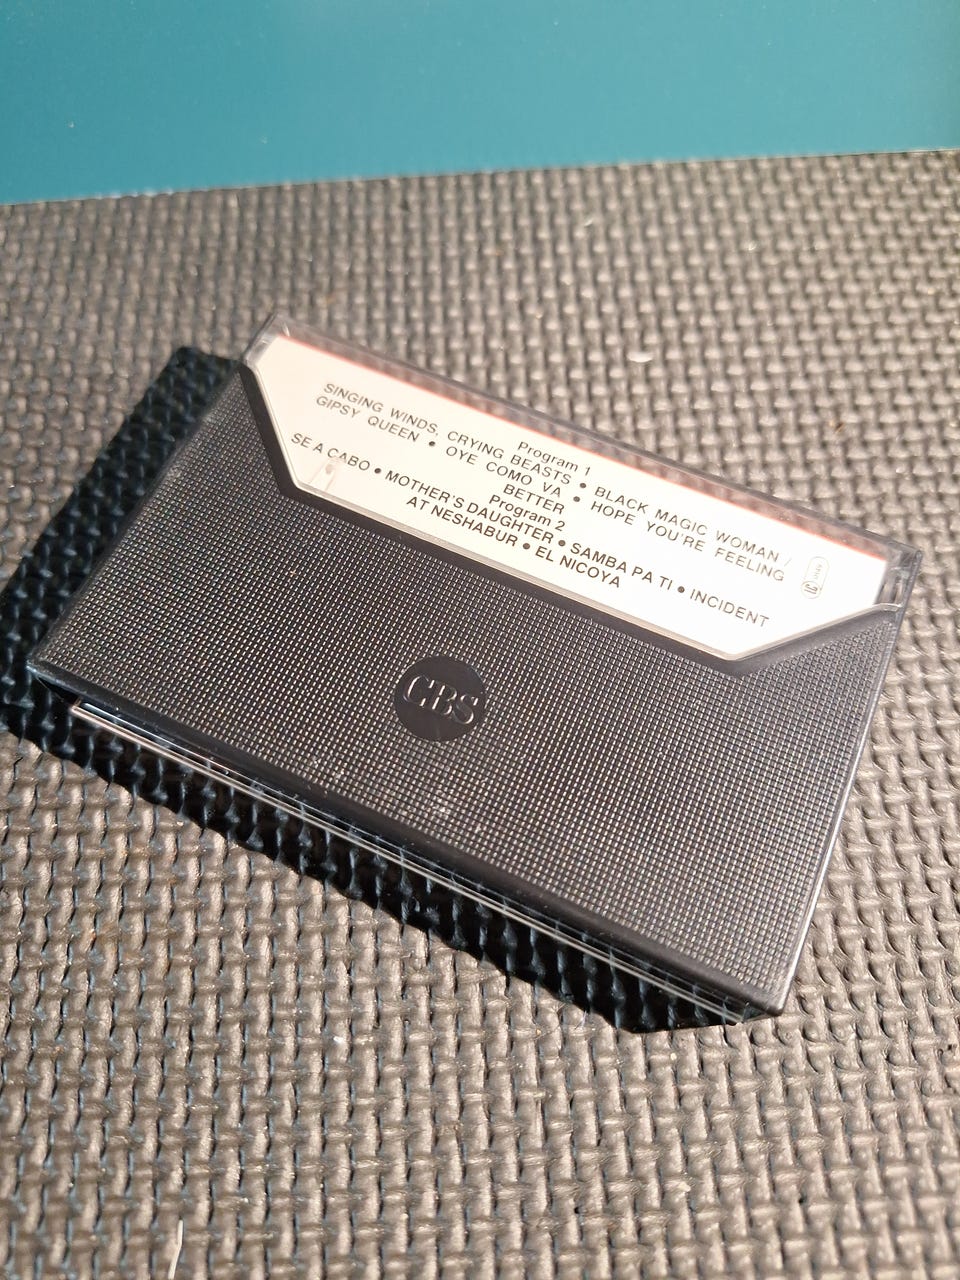 Program 1
SINGING WINDS, CRYING BEASTS • BLACK MAGIC WOMAN /
GIPSY QUEEN • OYE COMO VA • HOPE YOU'RE FEELING
BETTER
Program 2
SE A CABO • MOTHER'S DAUGHTER • SAMBA PA TI • INCIDENT
AT NESHABUR • EL NICOYA
CBS